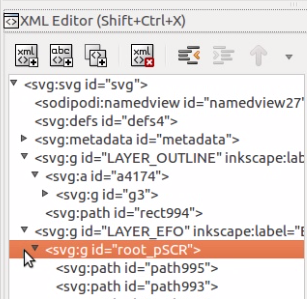 XML Editor (Shift+Ctrl+X)
xml abc xml
<svg:svg id="svg">
<sodipodi:namedview id="namedview27"
<svg:defs id="defs4">
<svg:metadata id="metadata">
<svg:g id="LAYER_OUTLINE" inkscape:lab
<svg:a id="a4174">
<svg:g id="g3">
<svg:path id="rect994">
<svg:g id="LAYER_EFO" inkscape:label="E
<svg:g id="root_pSCR">
<svg:path id="path995">
<svg:path id="path993">